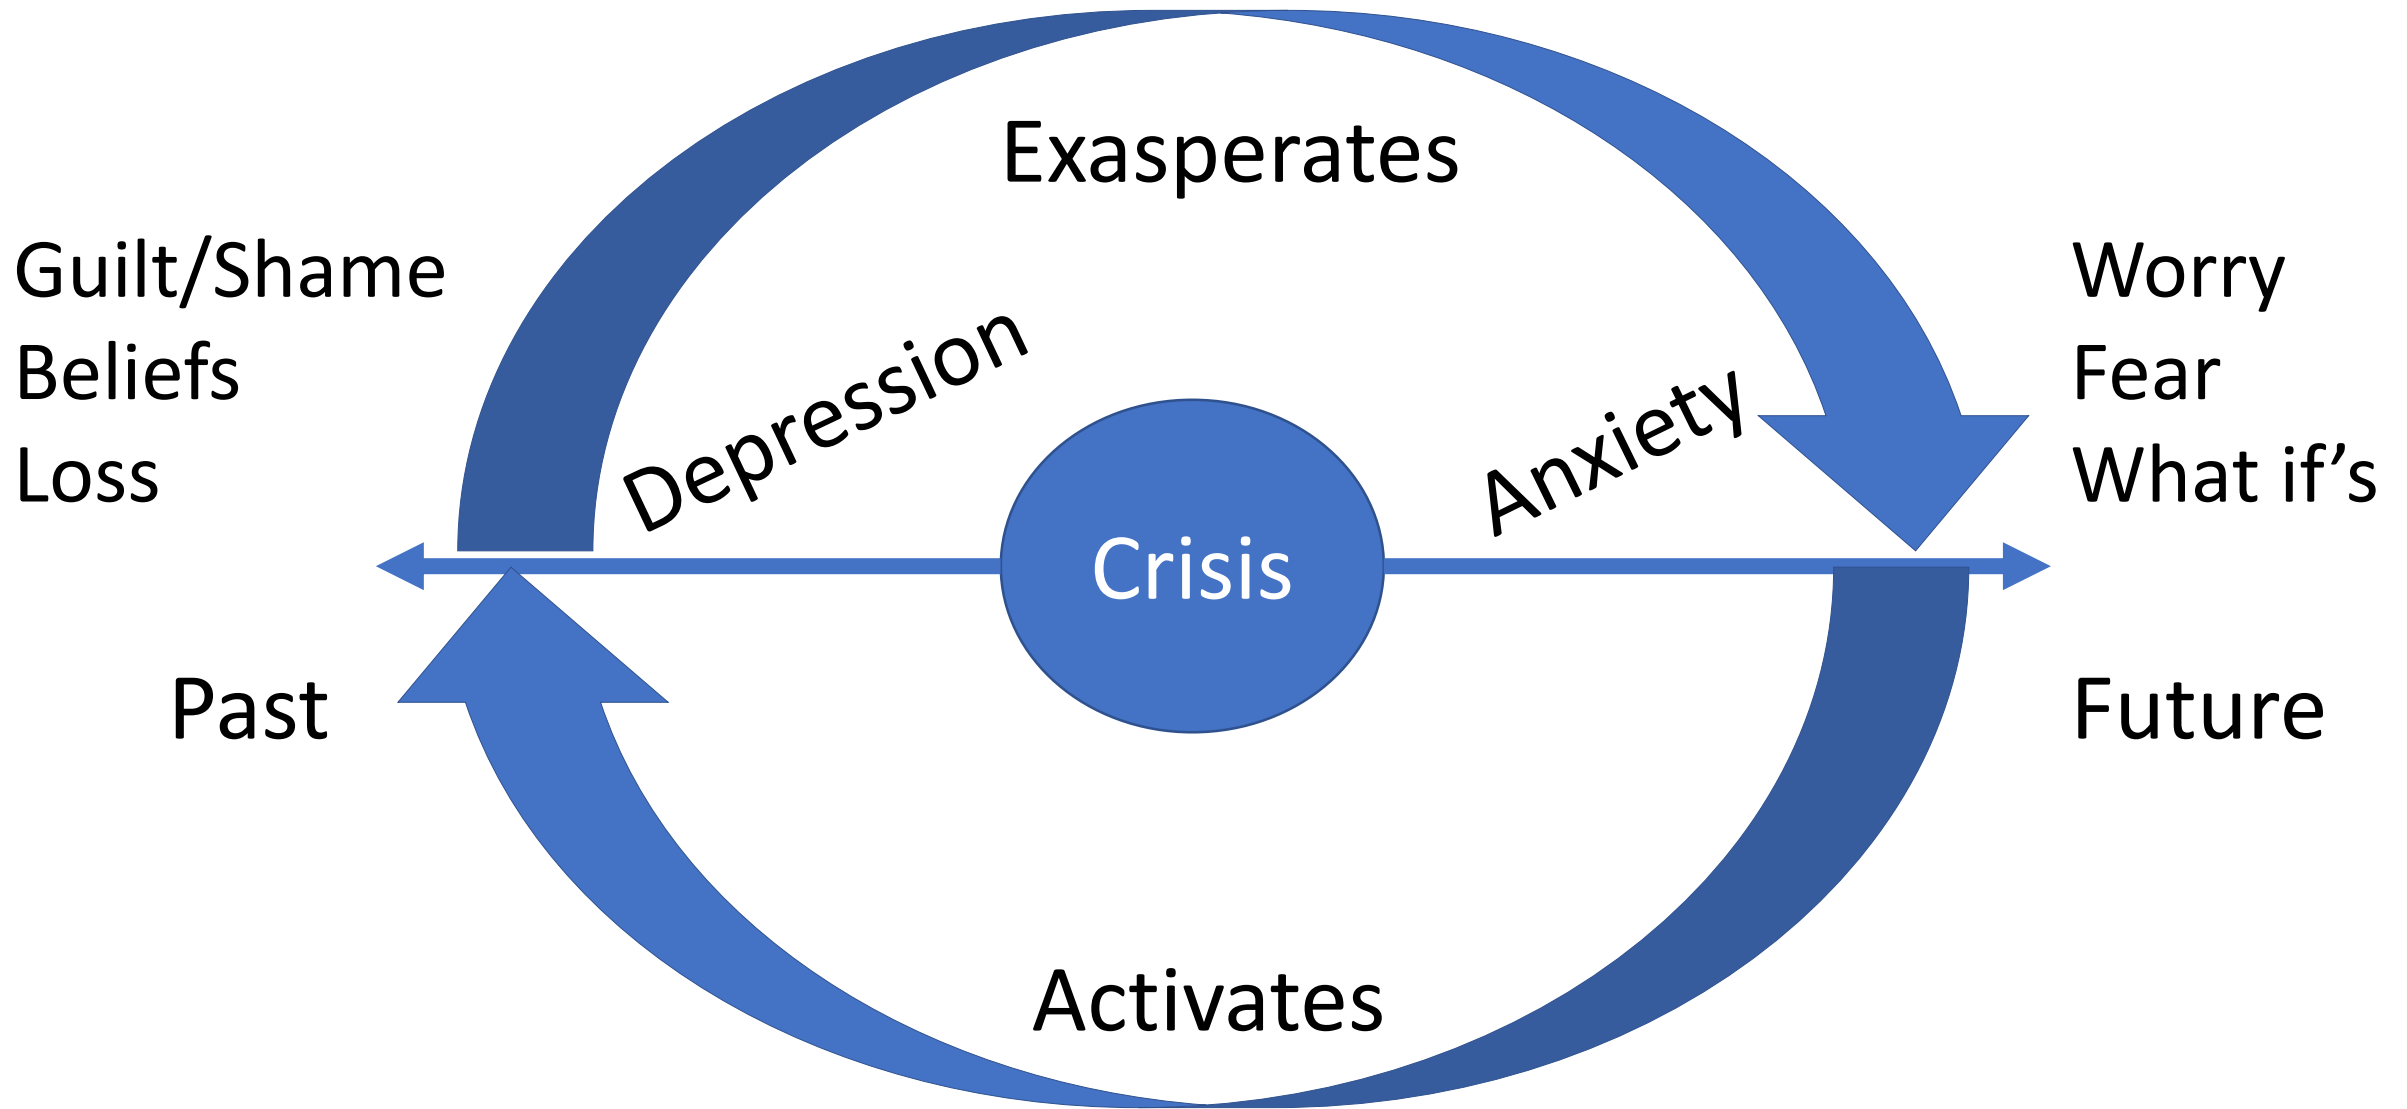 Exasperates
Guilt/Shame
Beliefs
Loss
Depression
Anxiety
Worry
Fear
What if’s
Crisis
Past
Future
Activates